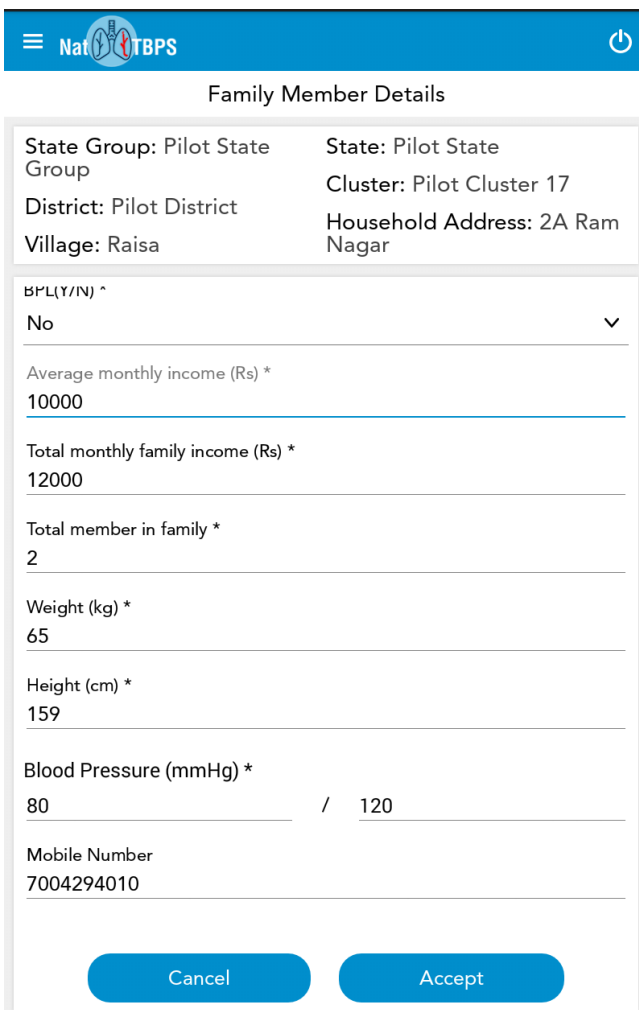 Nat TBPS
Family Member Details
State Group: Pilot State
Group
District: Pilot District
Village: Raisa
State: Pilot State
Cluster: Pilot Cluster 17
Household Address: 2A Ram
Nagar
BPL(Y/N) *
No
Average monthly income (Rs) *
10000
Total monthly family income (Rs) *
12000
Total member in family *
2
Weight (kg) *
65
Height (cm) *
159
Blood Pressure (mmHg) *
80 / 120
Mobile Number
7004294010
Cancel Accept